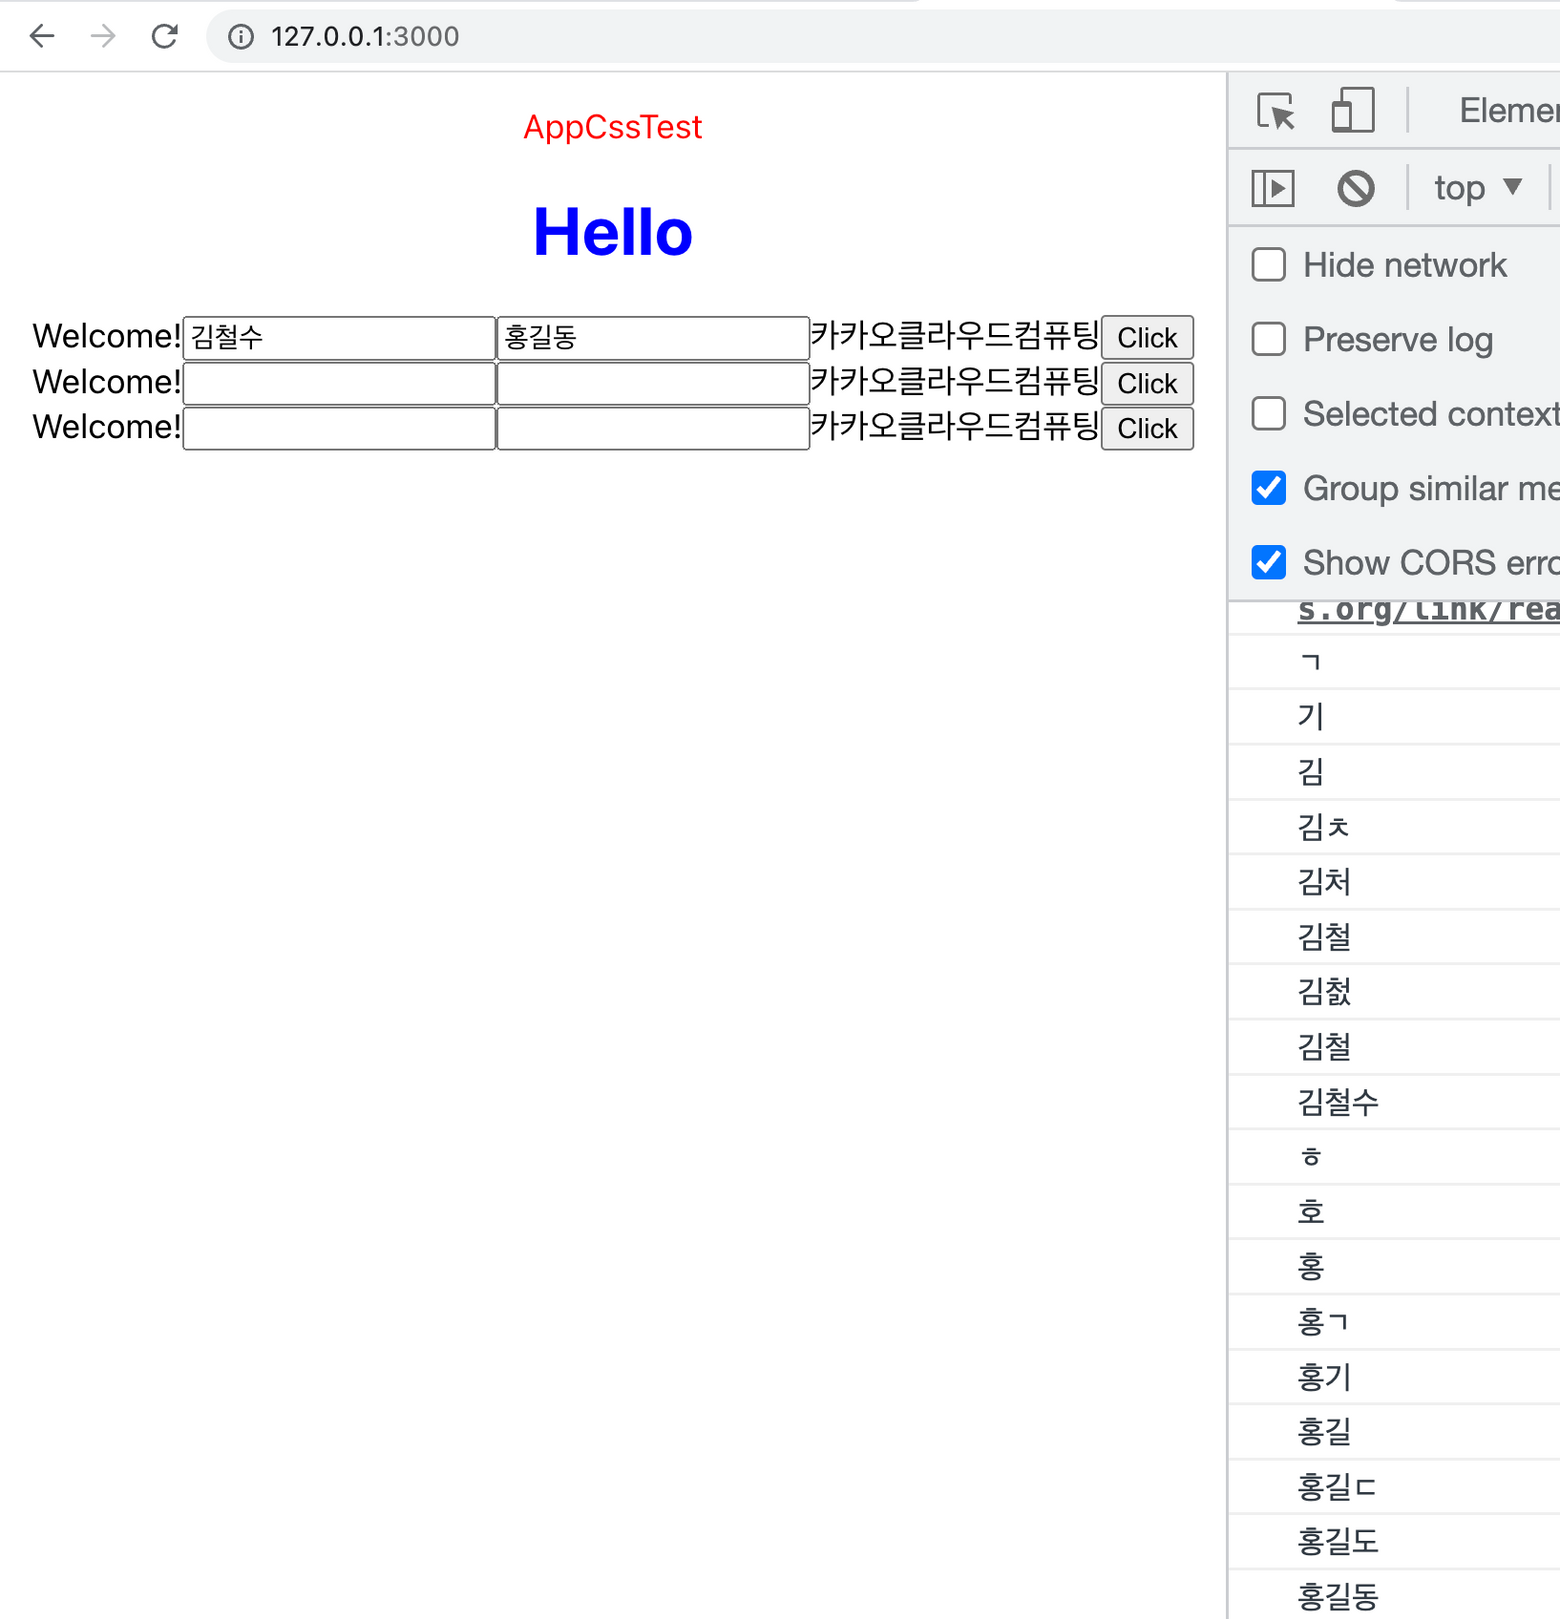 127.0.0.1:3000
AppCssTest
Hello
Welcome! 김철수 홍길동 카카오클라우드컴퓨팅 Click
Welcome! 카카오클라우드컴퓨팅 Click
Welcome! 카카오클라우드컴퓨팅 Click
Elemer
top ▼
Hide network
Preserve log
Selected context
Group similar me
Show CORS erro
s.org/link/rea
ㄱ
기
김
김ㅊ
김처
김철
김첤
김철
김철수
ㅎ
호
홍
홍ㄱ
홍기
홍길
홍길ㄷ
홍길도
홍길동